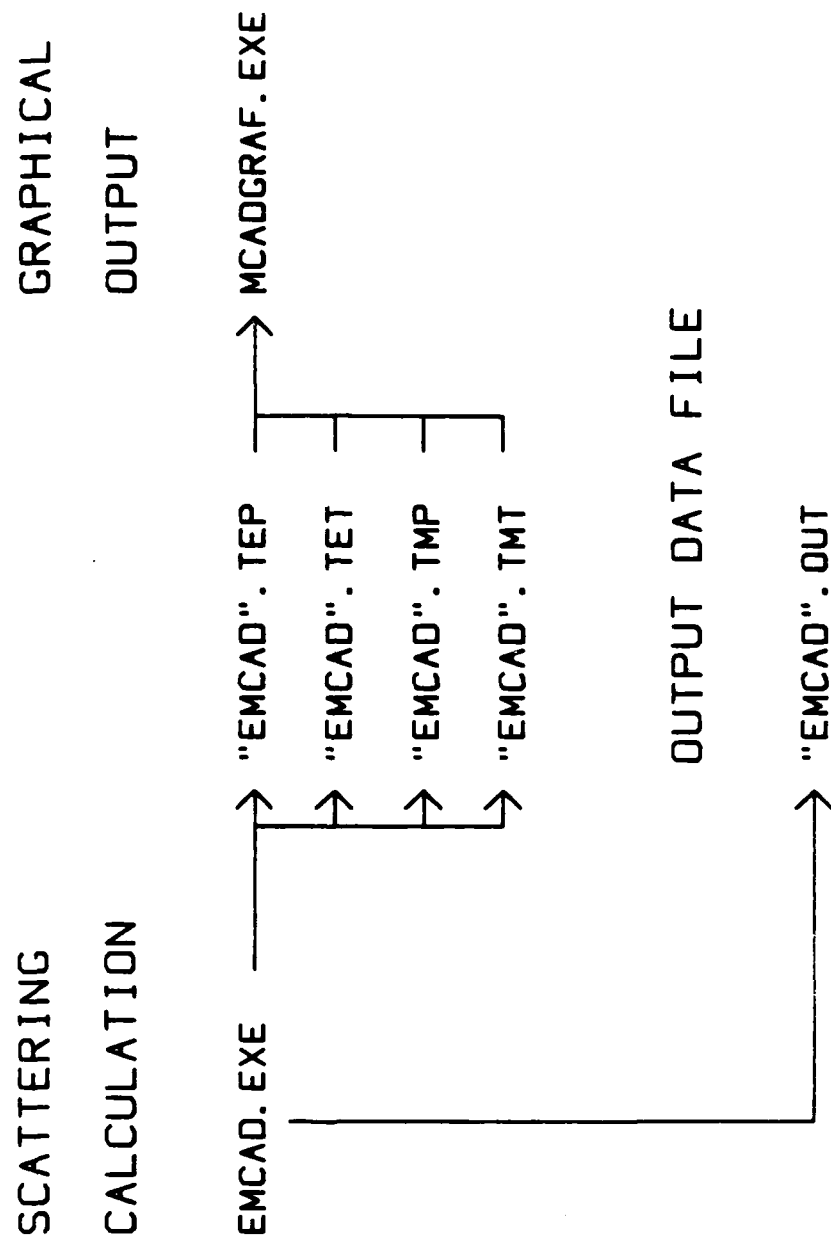 SCATTERING
CALCULATION
GRAPHICAL
OUTPUT
EMCAD.EXE
"EMCAD".TEP
"EMCAD".TET
"EMCAD".TMP
"EMCAD".TMT
MCADGRAF.EXE
OUTPUT DATA FILE
"EMCAD".OUT